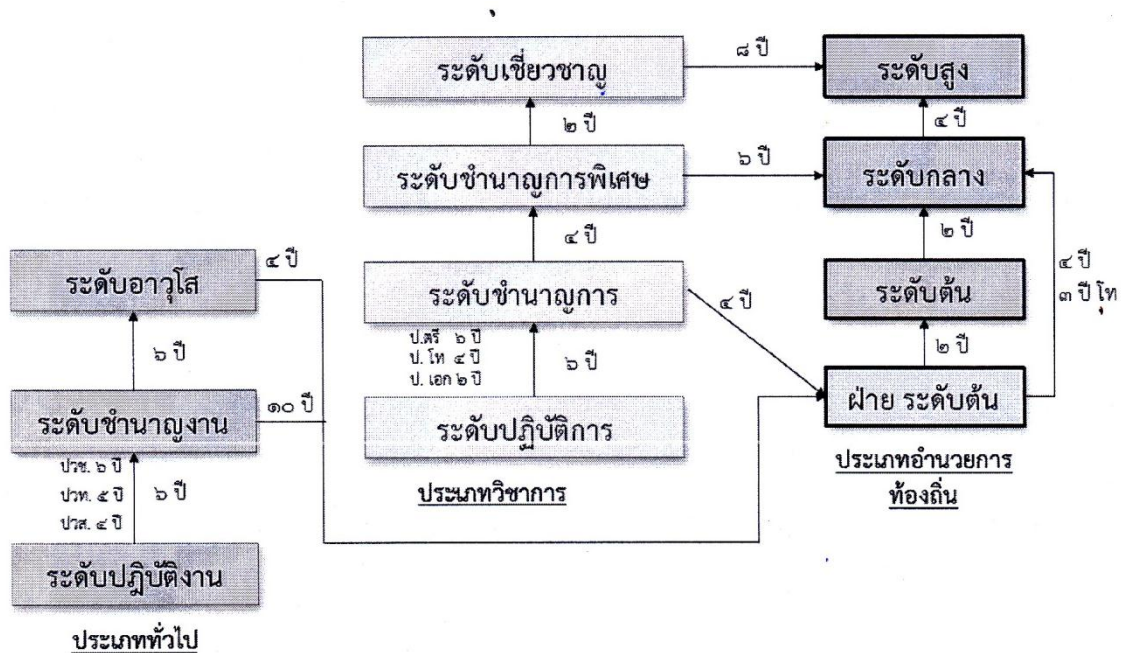 ระดับเชี่ยวชาญ
๘ ปี
ระดับสูง
๒ ปี
๔ ปี
ระดับชำนาญการพิเศษ
๖ ปี
ระดับกลาง
๔ ปี
๒ ปี
ระดับอาวุโส
๔ ปี
ระดับชำนาญการ
๔ ปี
ระดับต้น
๔ ปี
๓ ปี โท
๖ ปี
ป.ตรี ๖ ปี
ป. โท ๔ ปี
ป. เอก ๒ ปี
๖ ปี
๒ ปี
ระดับชำนาญงาน
๑๐ ปี
ระดับปฏิบัติการ
ฝ่าย ระดับต้น
ปวช. ๖ ปี
ปวท. ๕ ปี
ปวส. ๔ ปี
๖ ปี
ประเภทวิชาการ
ประเภทอำนวยการ
ท้องถิ่น
ระดับปฏิบัติงาน
ประเภททั่วไป